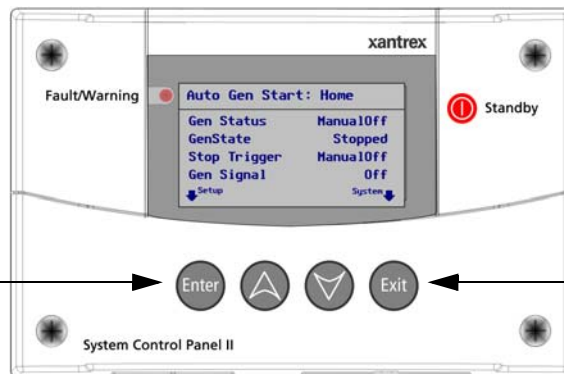 xantrex
Fault/Warning
Standby
Auto Gen Start: Home
Gen Status ManualOff
GenState Stopped
Stop Trigger ManualOff
Gen Signal Off
Setup System
Enter Exit
System Control Panel II